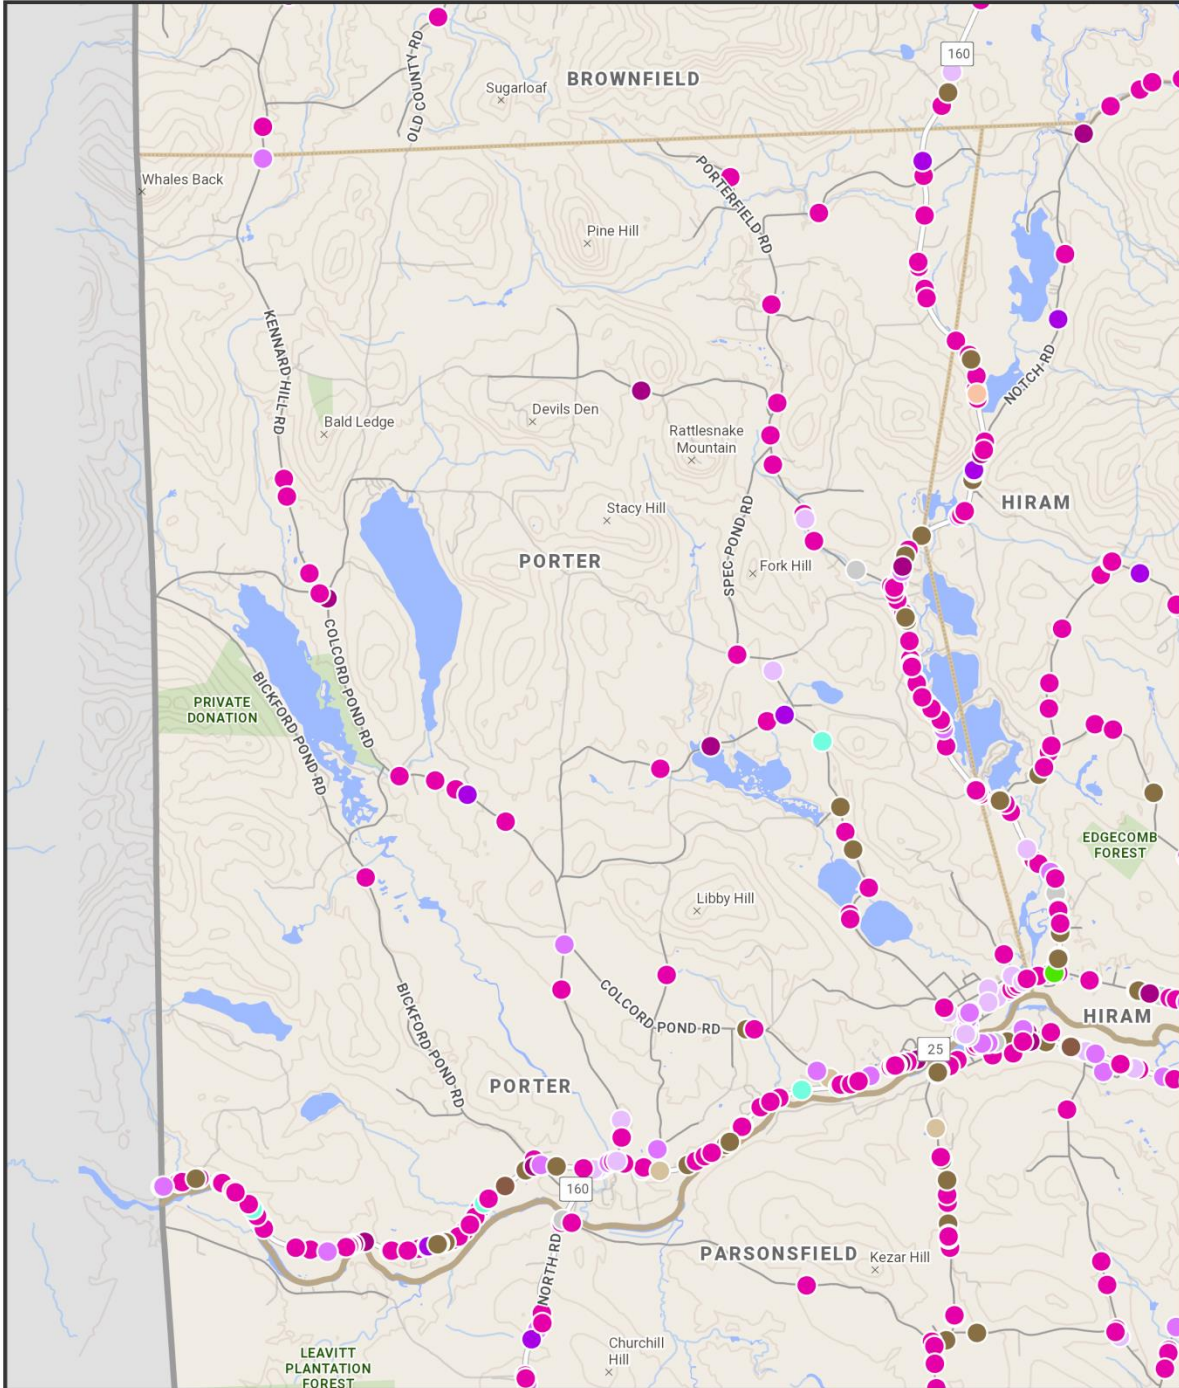 160
OLD COUNTY RD
BROWNFIELD
Sugarloaf
Whales Back
PORTERFIELD RD
Pine Hill
KENNARD HILL RD
NOTCH RD
Devils Den
Bald Ledge
Rattlesnake
Mountain
HIRAM
Stacy Hill
SPEC POND RD
PORTER
Fork Hill
COLCORD POND RD
BICKFORD POND RD
PRIVATE
DONATION
EDGECOMB
FOREST
Libby Hill
BICKFORD POND RD
COLCORD POND RD
HIRAM
25
PORTER
160
NORTH RD
PARSONSFIELD
Kezar Hill
Churchill
Hill
LEAVITT
PLANTATION
FOREST